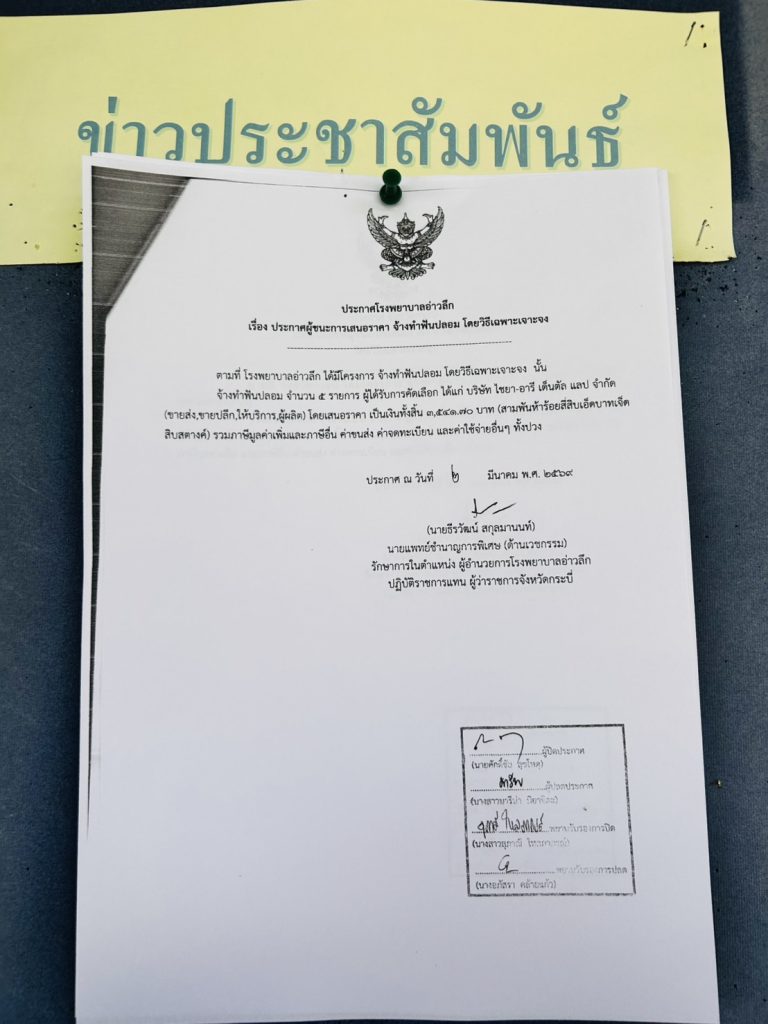 ข่าวประชาสัมพันธ์
ประกาศโรงพยาบาลอ่าวลึก
เรื่อง ประกาศผู้ชนะการเสนอราคา จ้างทำฟันปลอม โดยวิธีเฉพาะเจาะจง
ตามที่ โรงพยาบาลอ่าวลึก ได้มีโครงการ จ้างทำฟันปลอม โดยวิธีเฉพาะเจาะจง นั้น
จ้างทำฟันปลอม จำนวน ๕ รายการ ผู้ได้รับการคัดเลือก ได้แก่ บริษัท ไชยา-อารี เด็นตัล แลป จำกัด
(ขายส่ง,ขายปลีก,ให้บริการ,ผู้ผลิต) โดยเสนอราคา เป็นเงินทั้งสิ้น ๓,๕๔๑.๗๐ บาท (สามพันห้าร้อยสี่สิบเอ็ดบาทเจ็ด
สิบสตางค์) รวมภาษีมูลค่าเพิ่มและภาษีอื่น ค่าขนส่ง ค่าจดทะเบียน และค่าใช้จ่ายอื่นๆ ทั้งปวง
ประกาศ ณ วันที่ ๒ มีนาคม พ.ศ. ๒๕๖๙
(นายธีรวัฒน์ สกุลมานนท์)
นายแพทย์ชำนาญการพิเศษ (ด้านเวชกรรม)
รักษาการในตำแหน่ง ผู้อำนวยการโรงพยาบาลอ่าวลึก
ปฏิบัติราชการแทน ผู้ว่าราชการจังหวัดกระบี่
ผู้ปิดประกาศ
ผู้ปลดประกาศ
พยานรับรองการปิด
พยานรับรองการปลด
(นางอภัสรา คล้ายแก้ว)